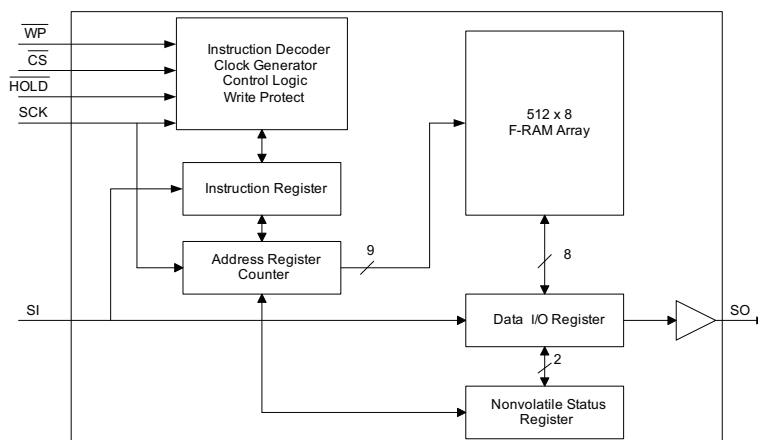 WP
CS
HOLD
SCK
Instruction Decoder
Clock Generator
Control Logic
Write Protect
512 x 8
F-RAM Array
Instruction Register
Address Register
Counter
9
8
SI
Data I/O Register
SO
2
Nonvolatile Status
Register